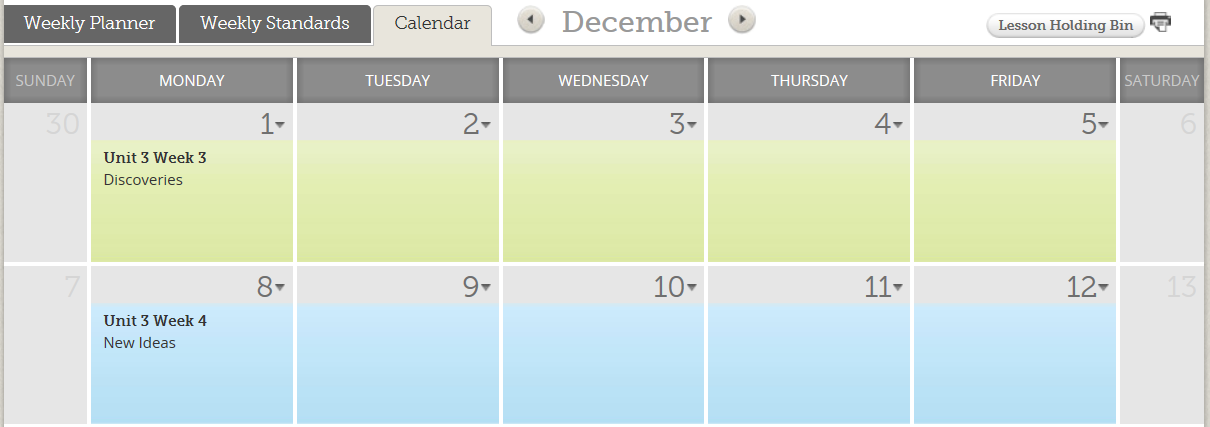 Weekly Planner Weekly Standards Calendar December Lesson Holding Bin
SUNDAY MONDAY TUESDAY WEDNESDAY THURSDAY FRIDAY SATURDAY
30 1 2 3 4 5 6
Unit 3 Week 3
Discoveries
7 8 9 10 11 12 13
Unit 3 Week 4
New Ideas